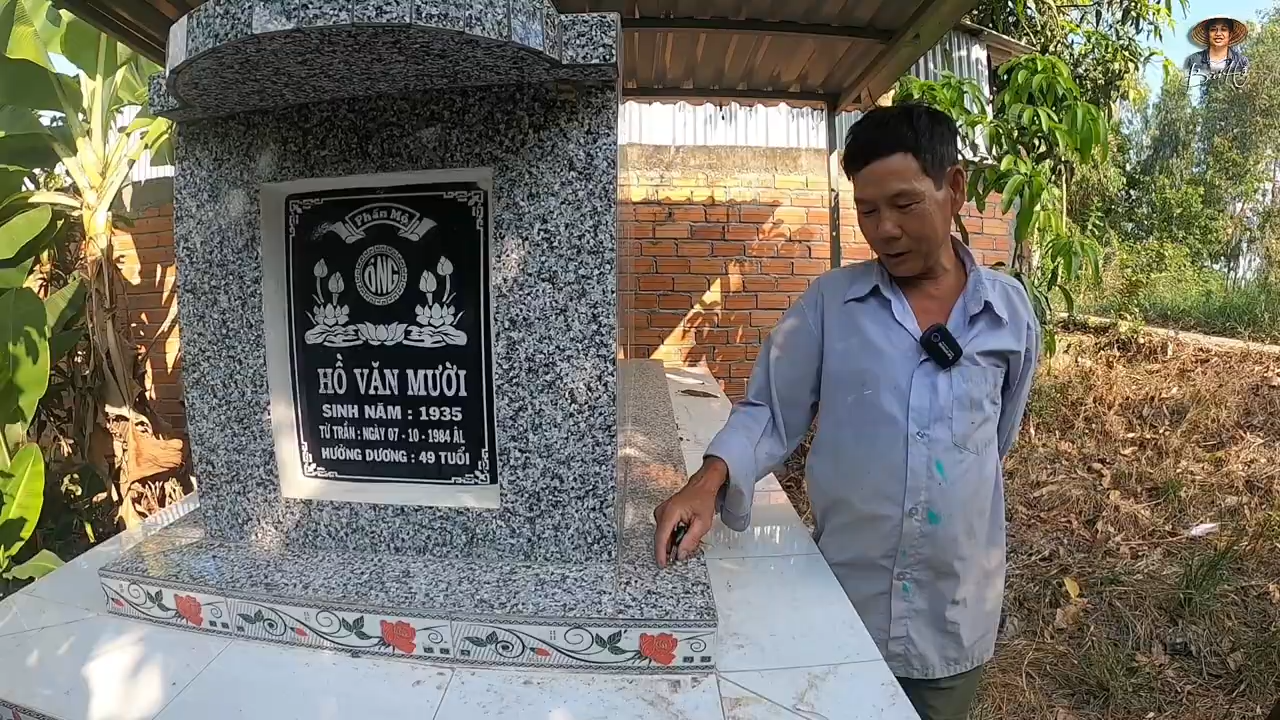 Phần Mộ
ÔNG
HỒ VĂN MƯỜI
SINH NĂM : 1935
TỪ TRẦN : NGÀY 07 - 10 - 1984 ÂL
HƯỞNG DƯƠNG : 49 TUỔI